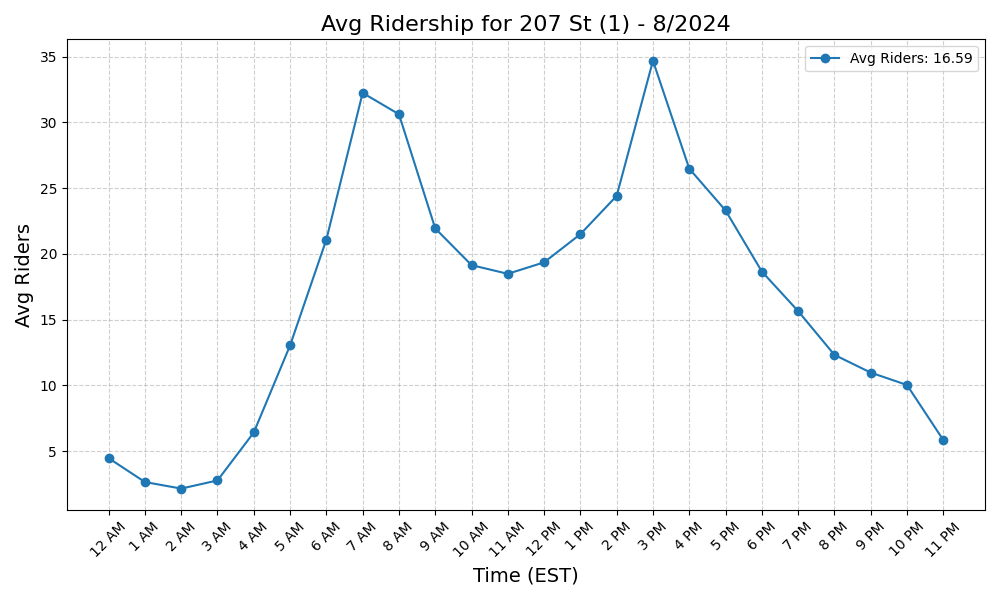 Avg Ridership for 207 St (1) - 8/2024
Avg Riders: 16.59
Avg Riders
35
30
25
20
15
10
5
12 AM
1 AM
2 AM
3 AM
4 AM
5 AM
6 AM
7 AM
8 AM
9 AM
10 AM
11 AM
12 PM
1 PM
2 PM
3 PM
4 PM
5 PM
6 PM
7 PM
8 PM
9 PM
10 PM
11 PM
Time (EST)